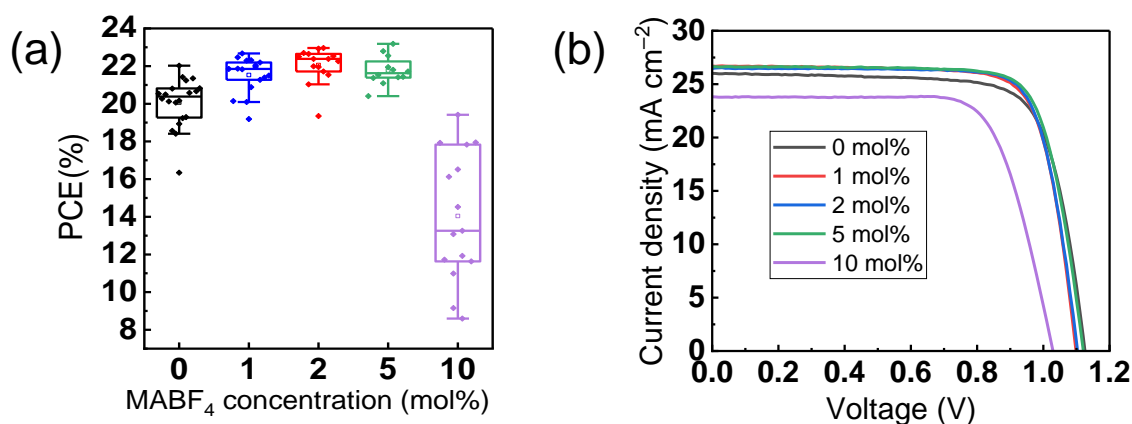 (a)
PCE(%)
24
22
20
18
16
14
12
10
8
0 1 2 5 10
MABF₄ concentration (mol%)
(b)
Current density (mA cm⁻²)
30
25
20
15
10
5
0
0 mol%
1 mol%
2 mol%
5 mol%
10 mol%
0.0 0.2 0.4 0.6 0.8 1.0 1.2
Voltage (V)